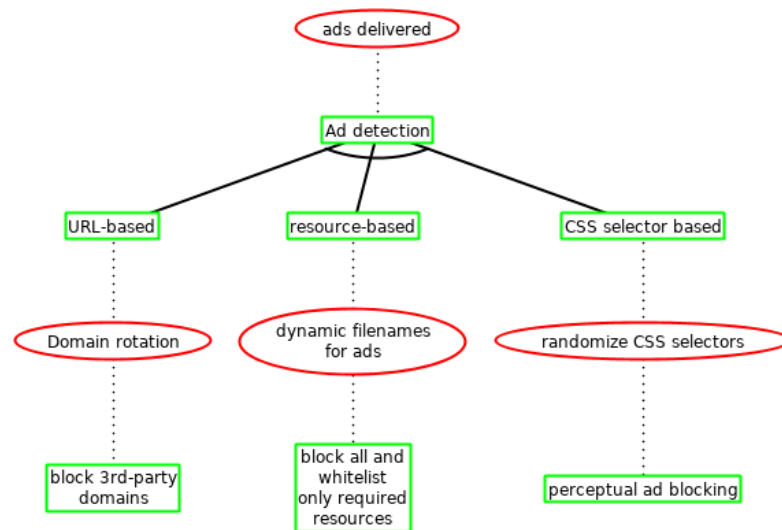 ads delivered
Ad detection
URL-based
resource-based
CSS selector based
Domain rotation
dynamic filenames
for ads
randomize CSS selectors
block 3rd-party
domains
block all and
whitelist
only required
resources
perceptual ad blocking